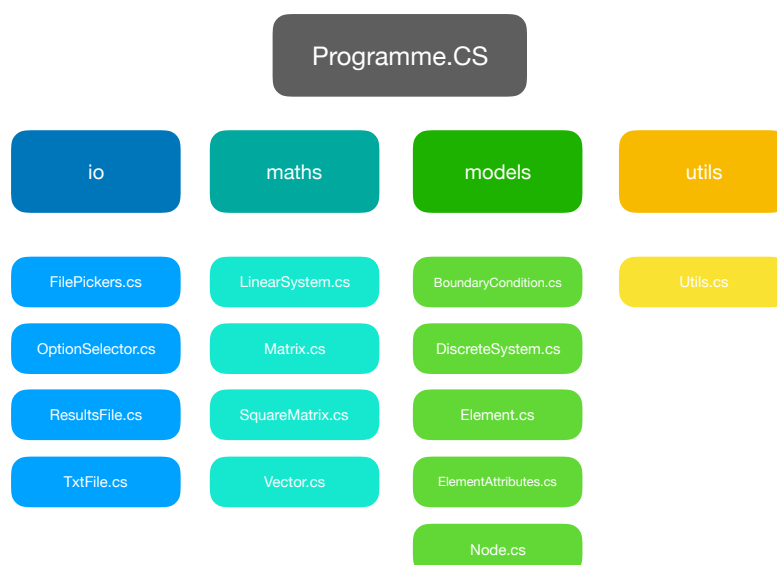 Programme.CS
io
maths
models
utils
FilePickers.cs
LinearSystem.cs
BoundaryCondition.cs
Utils.cs
OptionSelector.cs
Matrix.cs
DiscreteSystem.cs
ResultsFile.cs
SquareMatrix.cs
Element.cs
TxtFile.cs
Vector.cs
ElementAttributes.cs
Node.cs